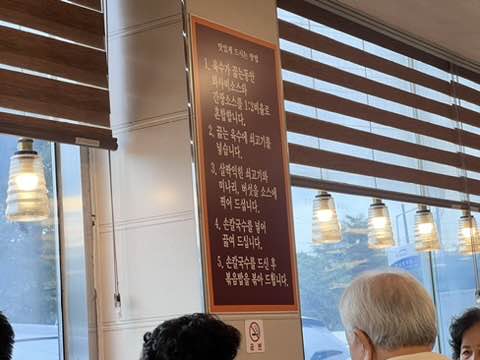 맛있게 드시는 방법
1. 육수가 끓는동안
와사비소스와
간장소스를 1:2비율로
혼합합니다.
2. 끓는 육수에 쇠고기를
넣습니다.
3. 살짝익힌 쇠고기와
미나리, 버섯을 소스에
찍어 드십니다.
4. 손칼국수를 넣어
끓여 드십니다.
5. 손칼국수를 드신 후
볶음밥을 볶아 드립니다.
금연